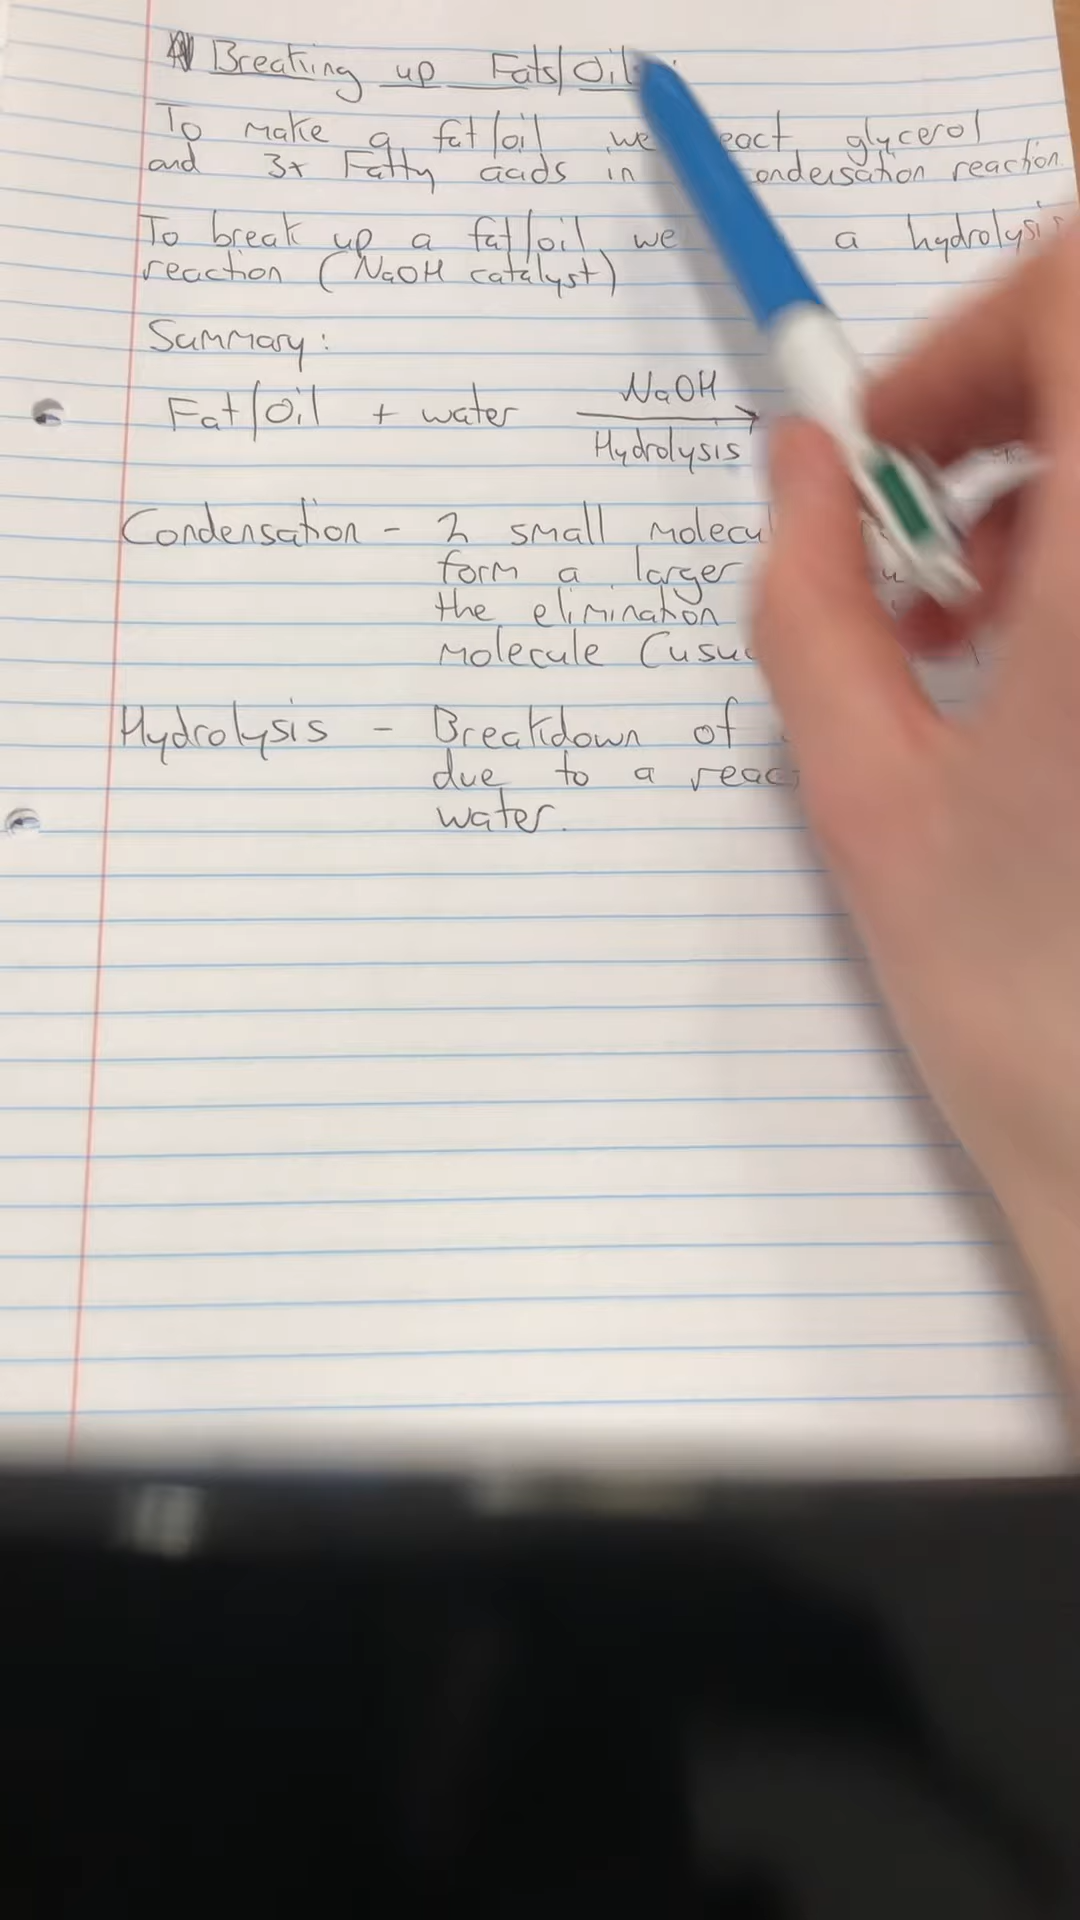 Breaking up Fats/Oils:
To make a fat/oil we react glycerol
and 3x Fatty acids in condensation reaction
To break up a fat/oil, we a hydrolysis
reaction (NaOH catalyst)
Summary:
Fat/Oil + water NaOH
Hydrolysis
Condensation - 2 small
form a larger
the elimination
molecule
Hydrolysis - Breakdown of
due to a
water.